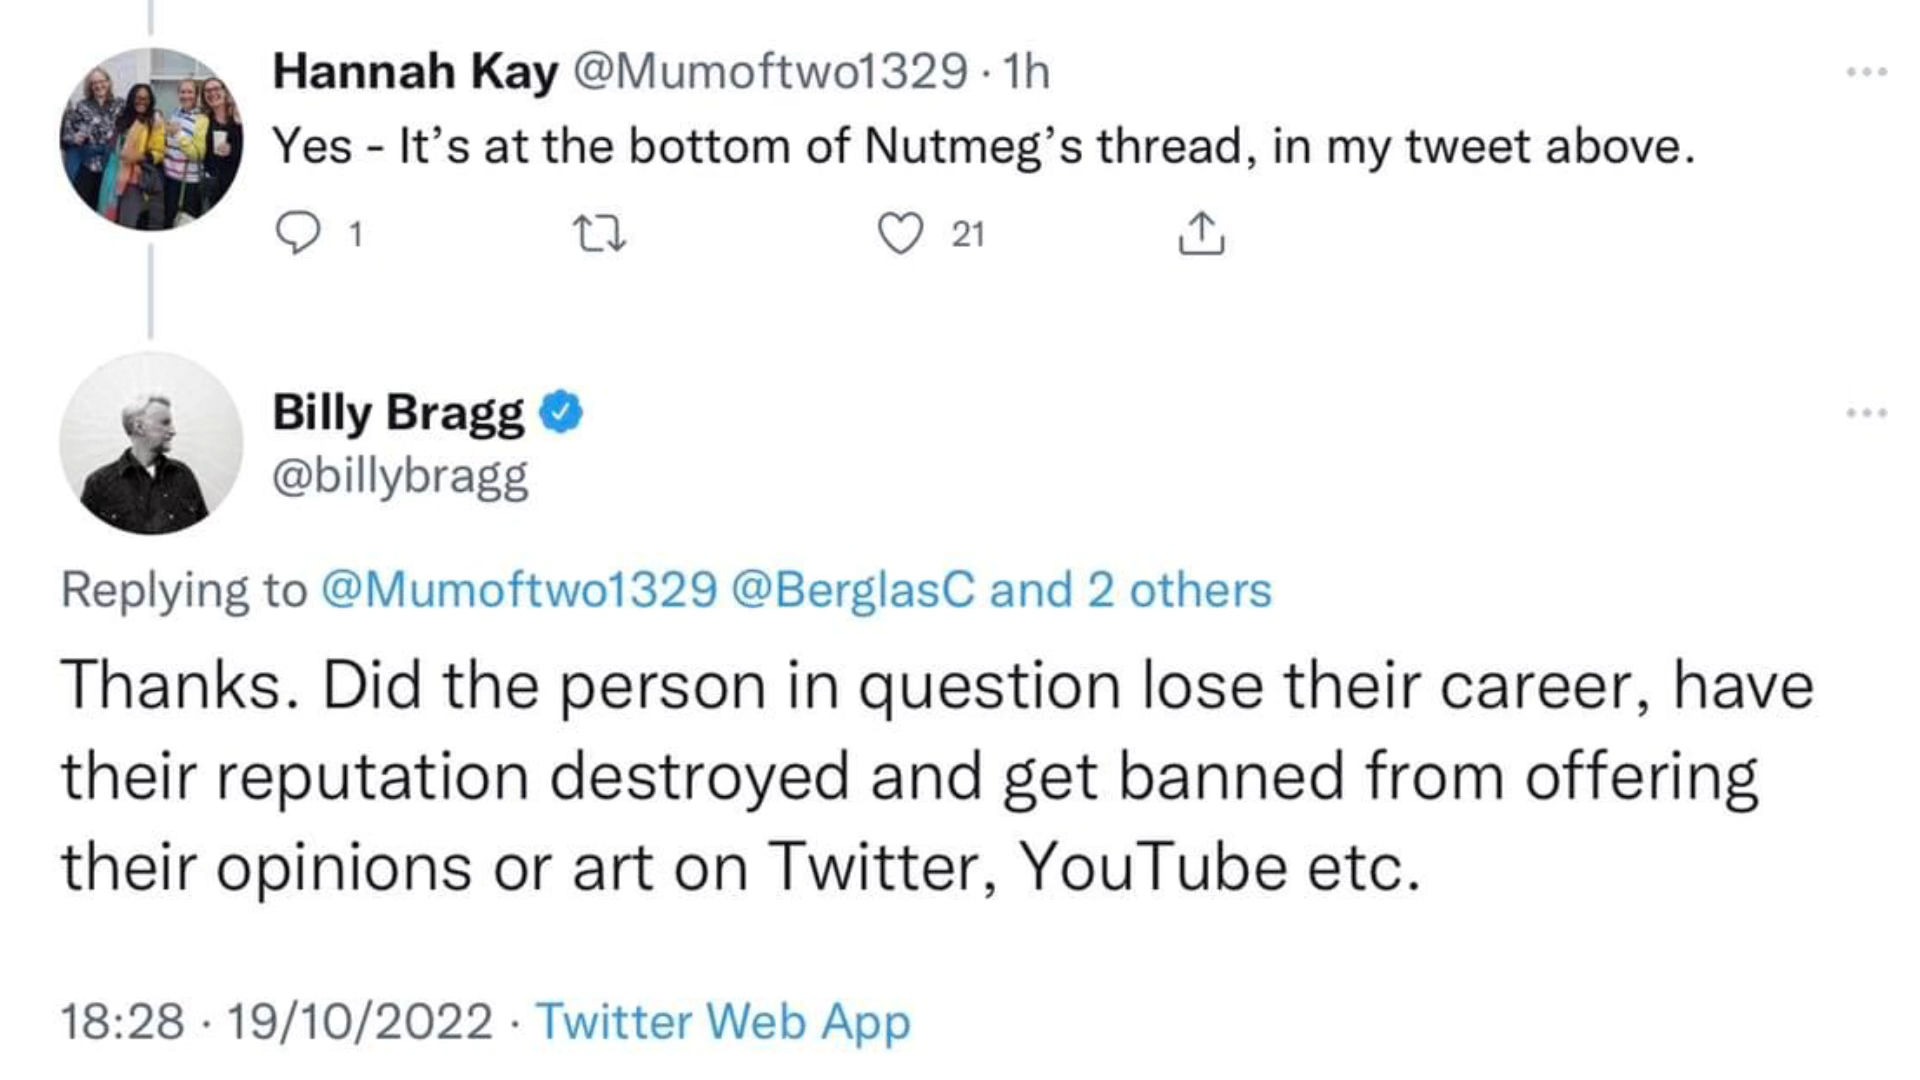 Hannah Kay @Mumoftwo1329 · 1h
Yes - It’s at the bottom of Nutmeg’s thread, in my tweet above.
1 21
Billy Bragg
@billybragg
Replying to @Mumoftwo1329 @BerglasC and 2 others
Thanks. Did the person in question lose their career, have
their reputation destroyed and get banned from offering
their opinions or art on Twitter, YouTube etc.
18:28 · 19/10/2022 · Twitter Web App